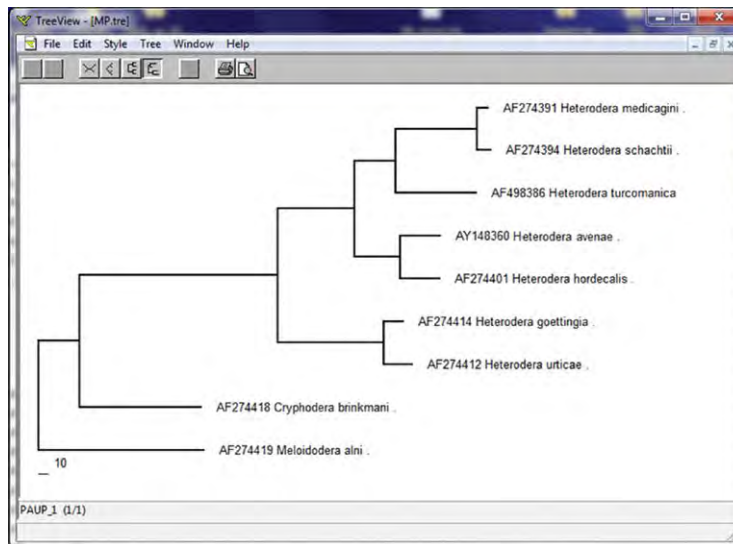 TreeView - [MP.tre]
File Edit Style Tree Window Help
AF274391 Heterodera medicagini .
AF274394 Heterodera schachtii .
AF498386 Heterodera turcomanica
AY148360 Heterodera avenae .
AF274401 Heterodera hordecalis .
AF274414 Heterodera goettingia .
AF274412 Heterodera urticae .
AF274418 Cryphodera brinkmani .
AF274419 Meloidodera alni .
10
PAUP_1 (1/1)